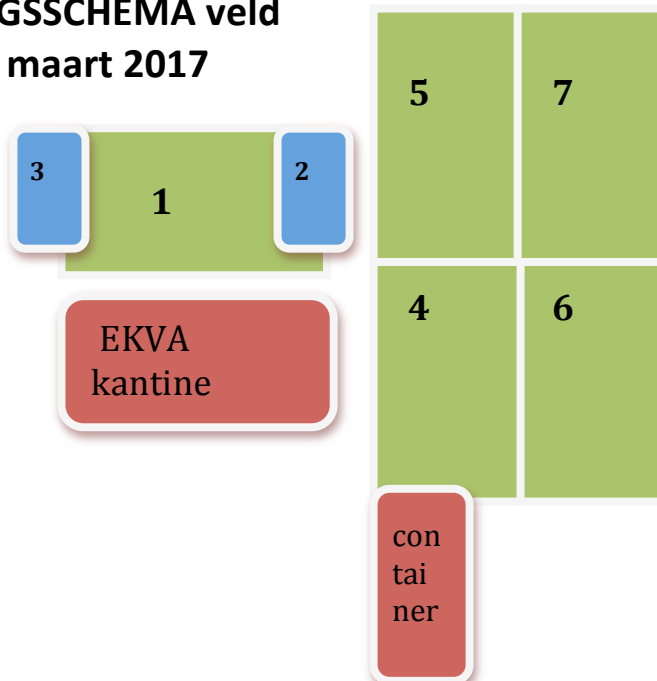 GSSCHEMA veld
maart 2017
5
7
3
2
1
4
6
EKVA
kantine
con
tai
ner